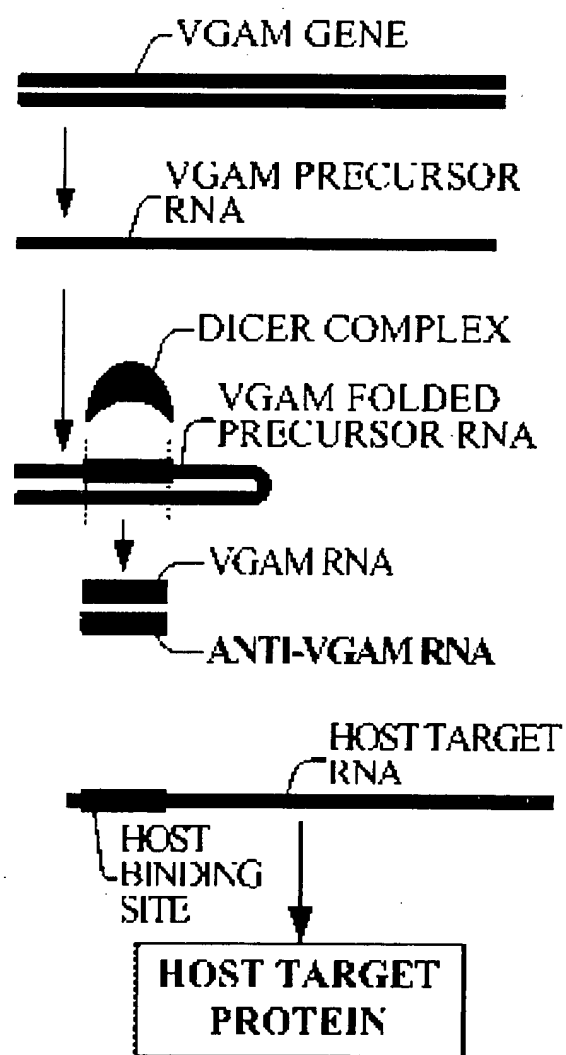 VGAM GENE
VGAM PRECURSOR
RNA
DICER COMPLEX
VGAM FOLDED
PRECURSOR RNA
VGAM RNA
ANTI-VGAM RNA
HOST TARGET
RNA
HOST
BINDING
SITE
HOST TARGET
PROTEIN